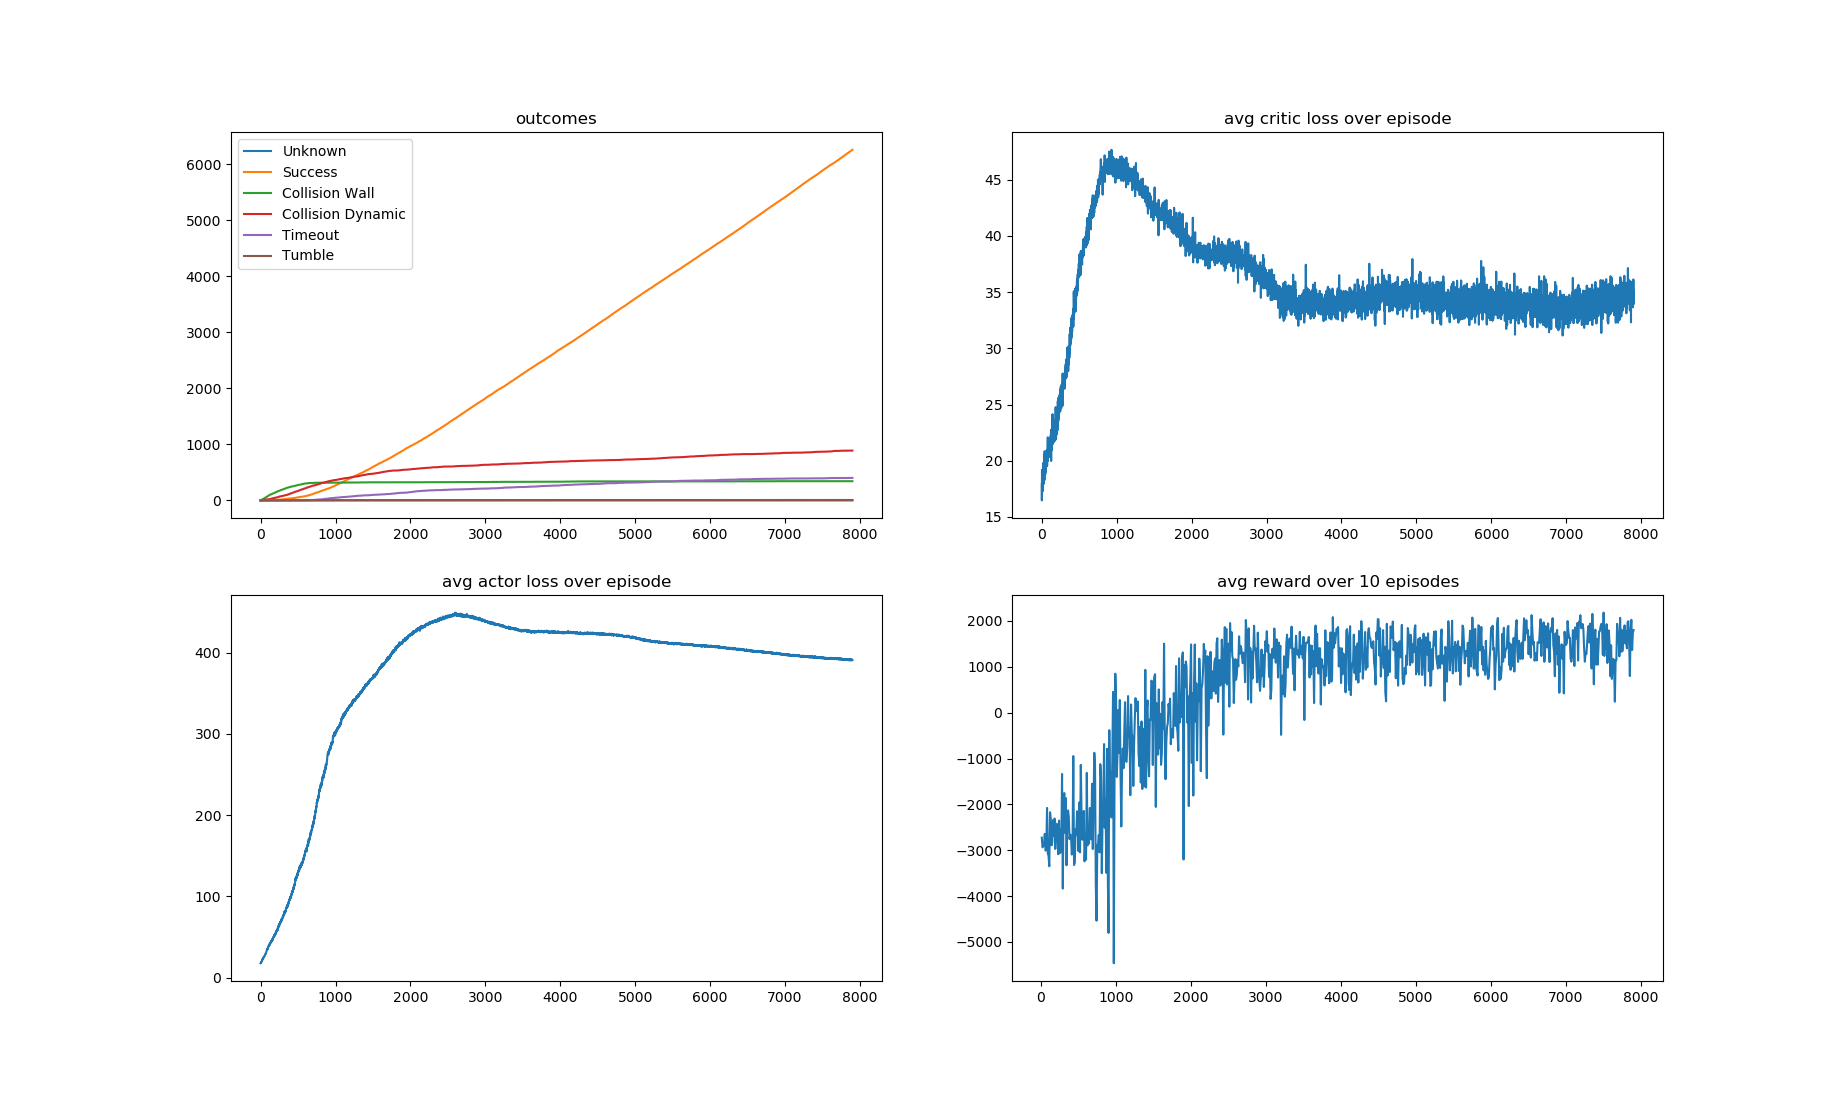 outcomes
Unknown
Success
Collision Wall
Collision Dynamic
Timeout
Tumble
6000
5000
4000
3000
2000
1000
0
0 1000 2000 3000 4000 5000 6000 7000 8000
avg critic loss over episode
45
40
35
30
25
20
15
0 1000 2000 3000 4000 5000 6000 7000 8000
avg actor loss over episode
400
300
200
100
0
0 1000 2000 3000 4000 5000 6000 7000 8000
avg reward over 10 episodes
2000
1000
0
−1000
−2000
−3000
−4000
−5000
0 1000 2000 3000 4000 5000 6000 7000 8000